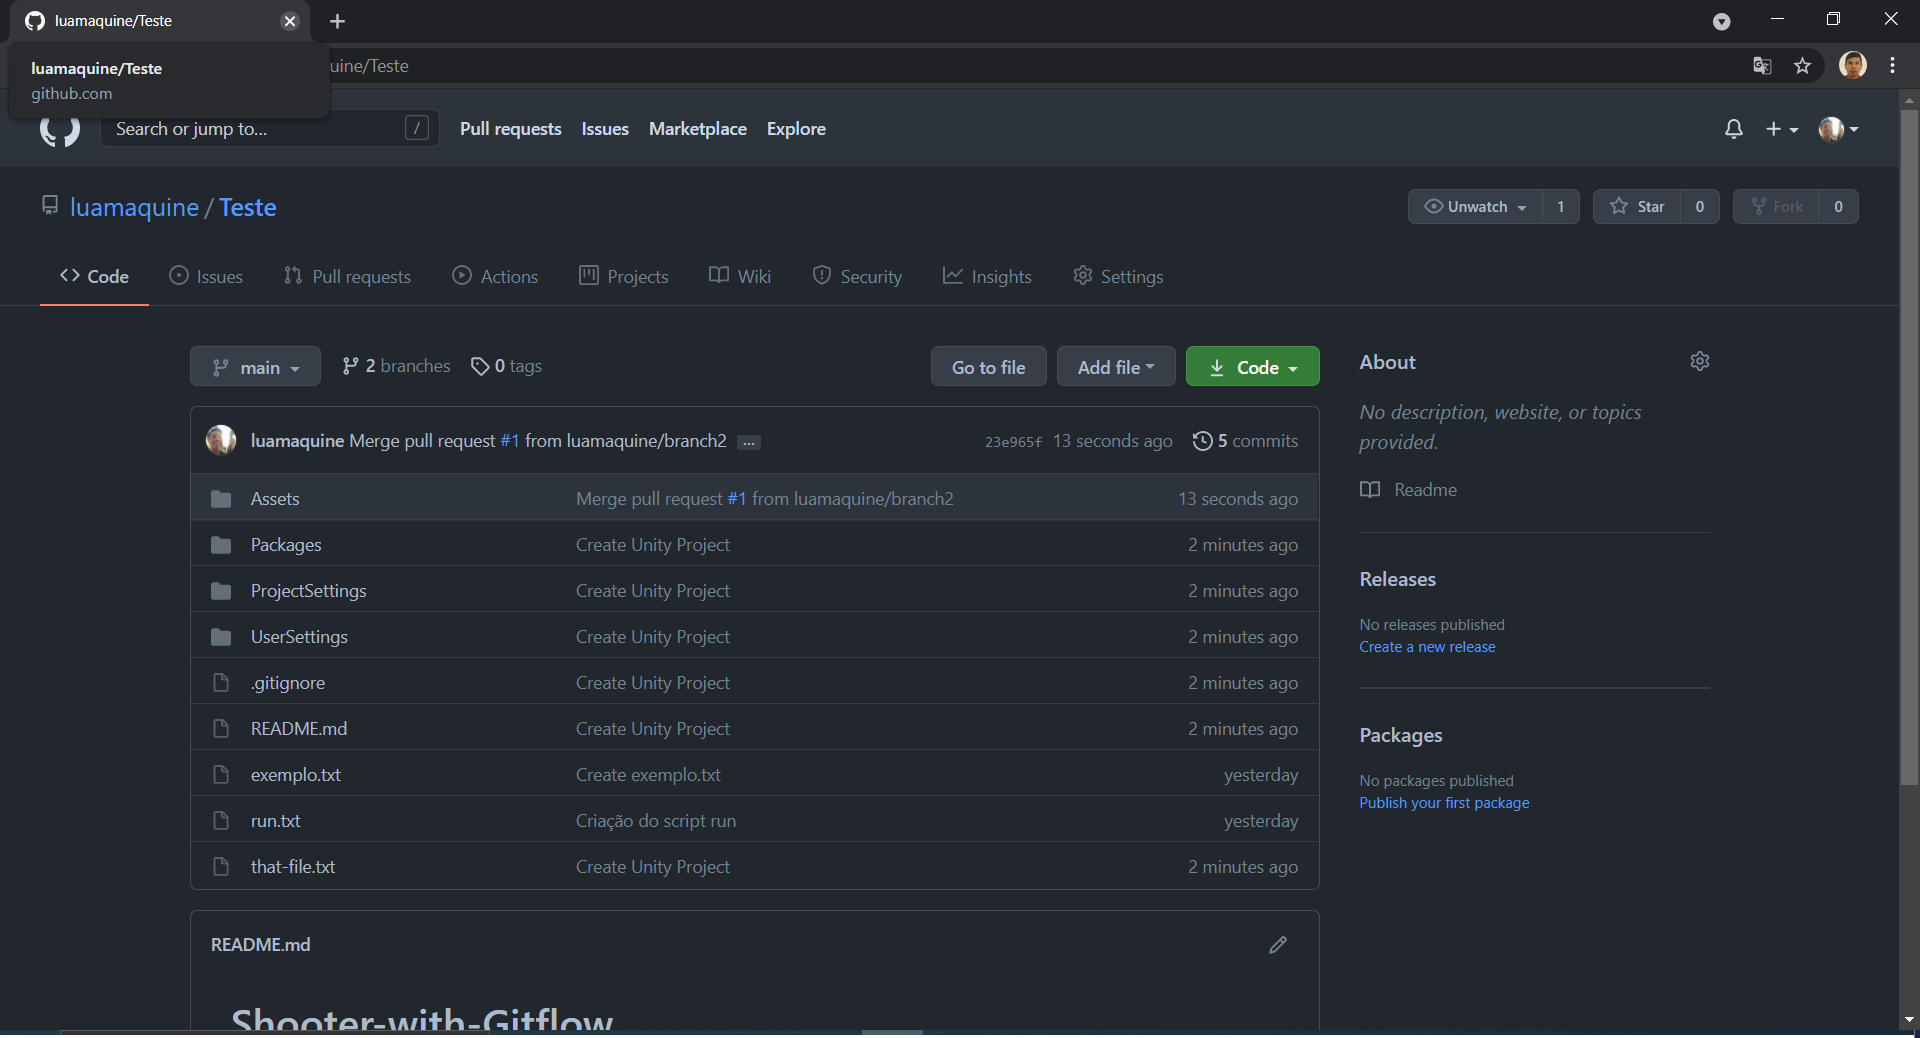 luamaquine/Teste
luamaquine/Teste
github.com
uine/Teste
Search or jump to... /
Pull requests Issues Marketplace Explore
luamaquine / Teste
Unwatch 1 Star 0 Fork 0
Code Issues Pull requests Actions Projects Wiki Security Insights Settings
main 2 branches 0 tags Go to file Add file Code
luamaquine Merge pull request #1 from luamaquine/branch2 ... 23e965f 13 seconds ago 5 commits
Assets Merge pull request #1 from luamaquine/branch2 13 seconds ago
Packages Create Unity Project 2 minutes ago
ProjectSettings Create Unity Project 2 minutes ago
UserSettings Create Unity Project 2 minutes ago
.gitignore Create Unity Project 2 minutes ago
README.md Create Unity Project 2 minutes ago
exemplo.txt Create exemplo.txt yesterday
run.txt Criação do script run yesterday
that-file.txt Create Unity Project 2 minutes ago
README.md
Shooter-with-Gitflow
About
No description, website, or topics
provided.
Readme
Releases
No releases published
Create a new release
Packages
No packages published
Publish your first package